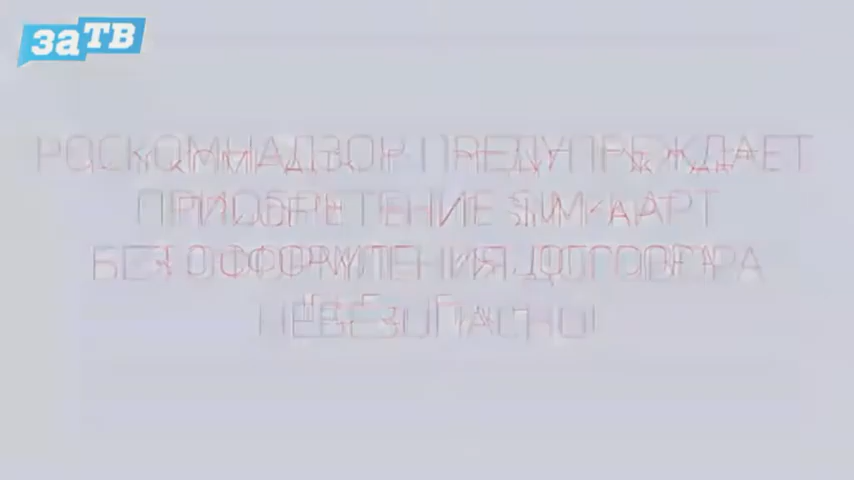 заТВ
РОСКОМНАДЗОР ПРЕДУПРЕЖДАЕТ
ПРИОБРЕТЕНИЕ SIM-КАРТ
БЕЗ ОФОРМЛЕНИЯ ДОГОВОРА
НЕБЕЗОПАСНО!